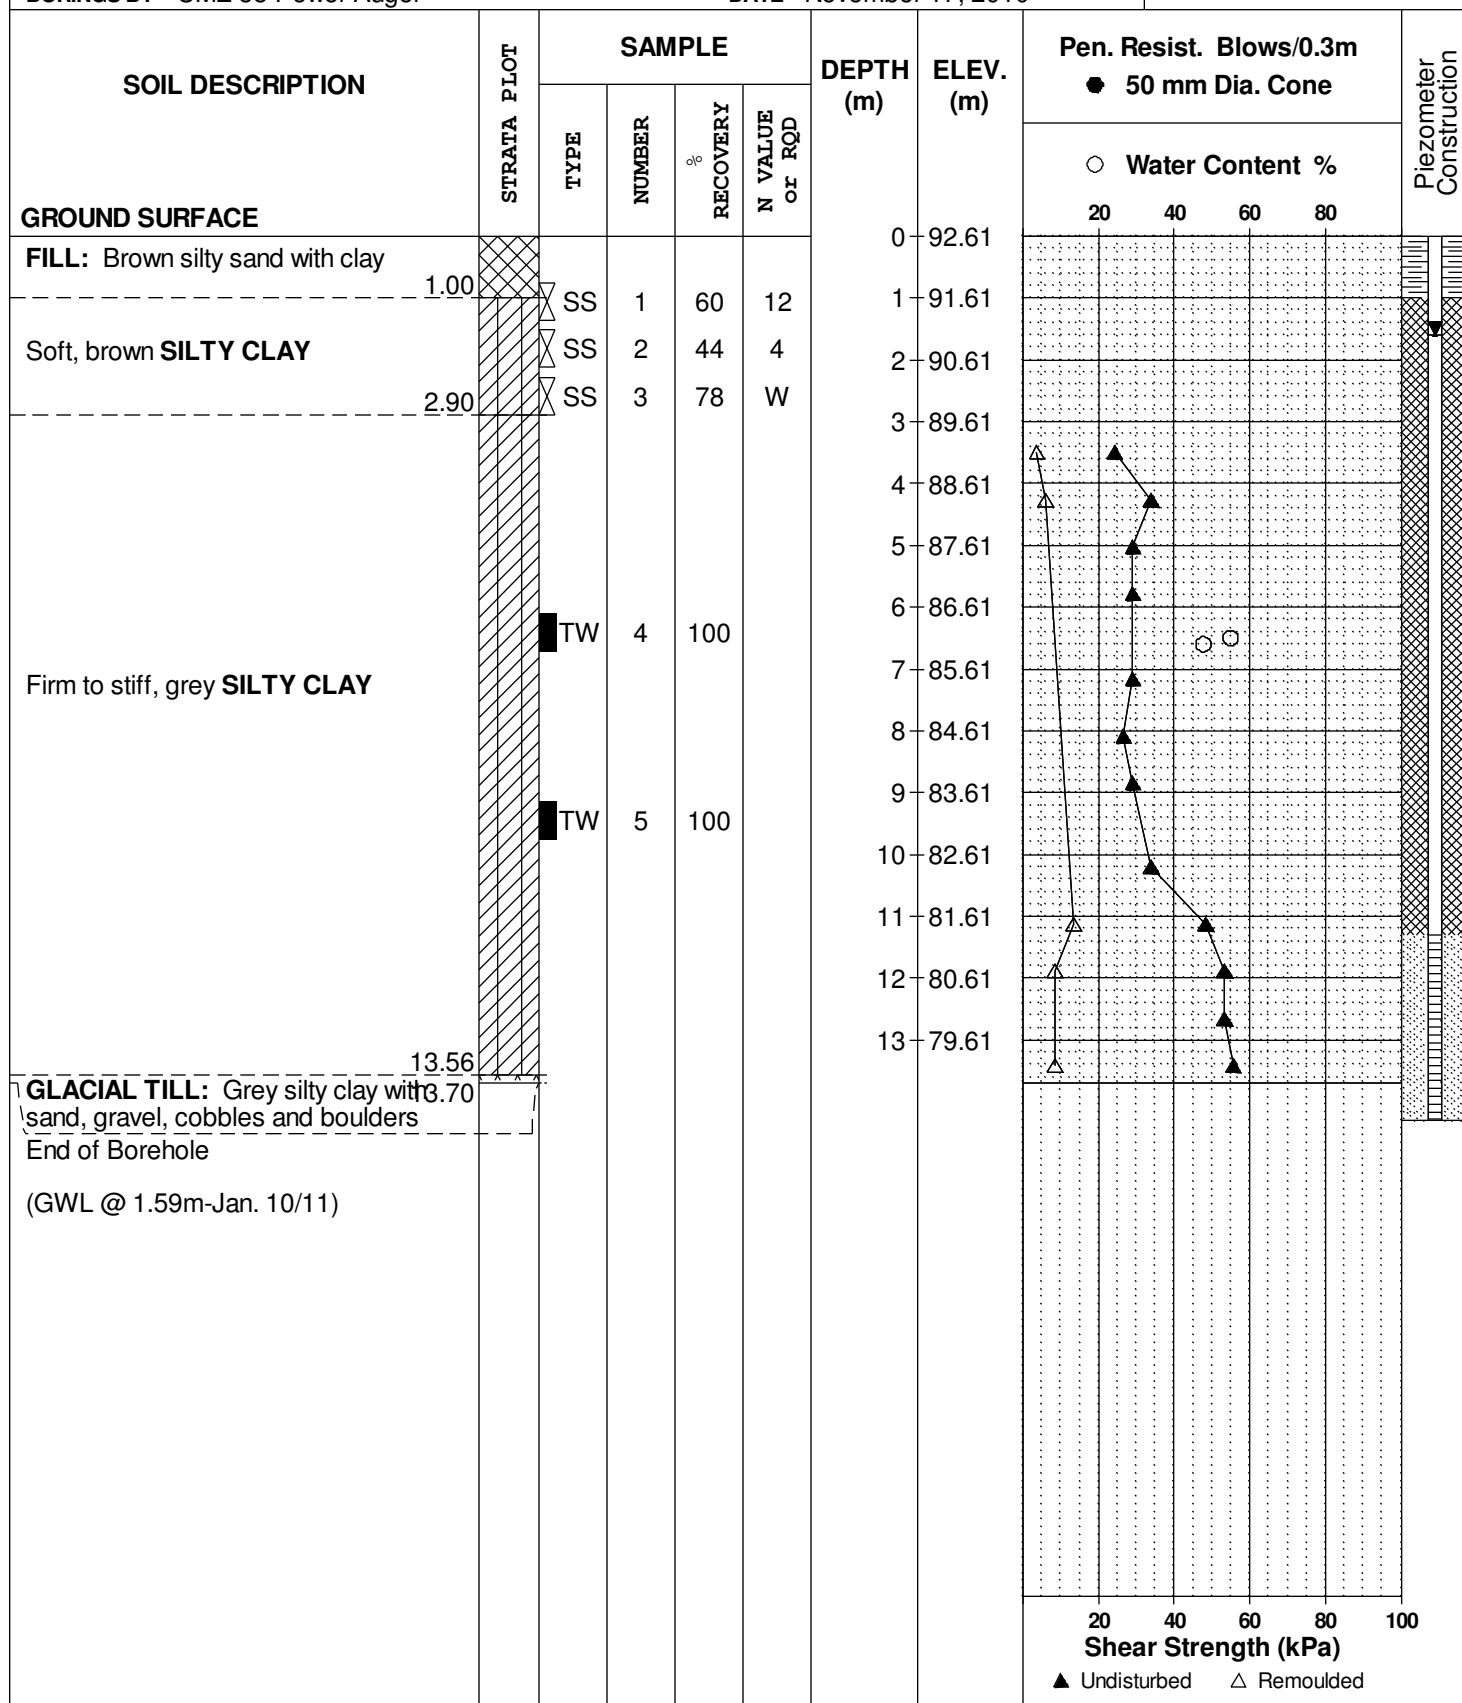 SOIL DESCRIPTION
GROUND SURFACE
STRATA PLOT
SAMPLE
TYPE
NUMBER
% RECOVERY
N VALUE or RQD
DEPTH (m)
ELEV. (m)
Pen. Resist. Blows/0.3m
● 50 mm Dia. Cone
○ Water Content %
20 40 60 80
Piezometer Construction
0 92.61
FILL: Brown silty sand with clay
1.00
SS 1 60 12
1 91.61
Soft, brown SILTY CLAY
SS 2 44 4
2 90.61
2.90
SS 3 78 W
3 89.61
4 88.61
5 87.61
6 86.61
TW 4 100
7 85.61
Firm to stiff, grey SILTY CLAY
8 84.61
9 83.61
TW 5 100
10 82.61
11 81.61
12 80.61
13 79.61
13.56
GLACIAL TILL: Grey silty clay with 13.70
sand, gravel, cobbles and boulders
End of Borehole
(GWL @ 1.59m-Jan. 10/11)
20 40 60 80 100
Shear Strength (kPa)
▲ Undisturbed △ Remoulded